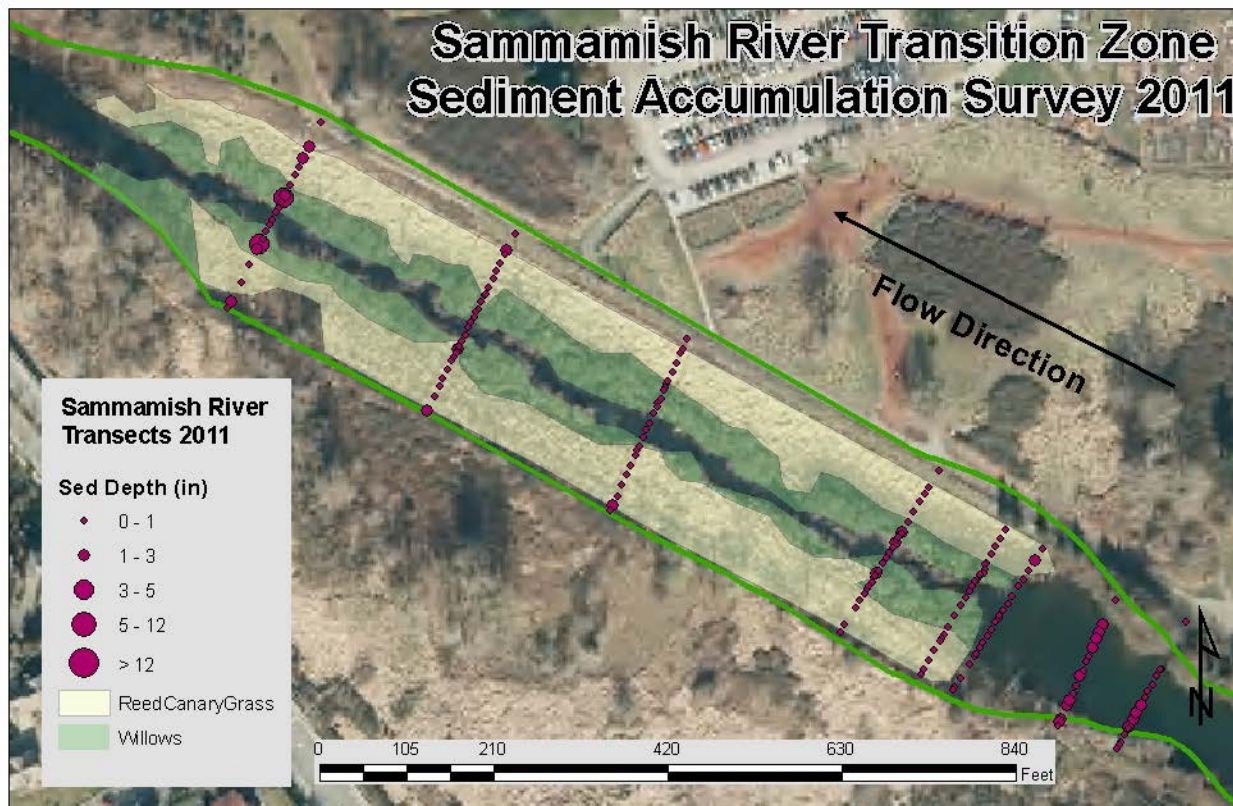 Sammamish River Transition Zone
Sediment Accumulation Survey 2011
Flow Direction
Sammamish River
Transects 2011
Sed Depth (in)
0 - 1
1 - 3
3 - 5
5 - 12
> 12
ReedCanaryGrass
Willows
0 105 210 420 630 840
Feet
N